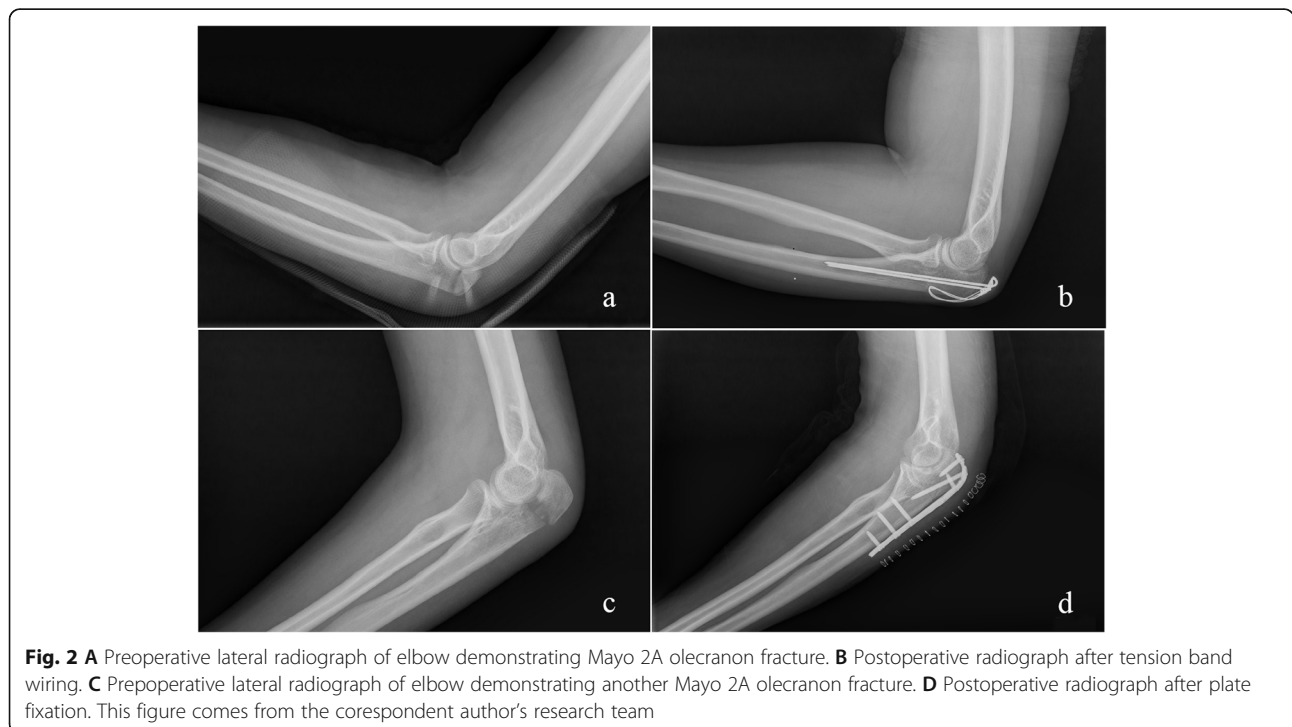 a
b
c
d
Fig. 2 A Preoperative lateral radiograph of elbow demonstrating Mayo 2A olecranon fracture. B Postoperative radiograph after tension band
wiring. C Prepoperative lateral radiograph of elbow demonstrating another Mayo 2A olecranon fracture. D Postoperative radiograph after plate
fixation. This figure comes from the corespondent author's research team